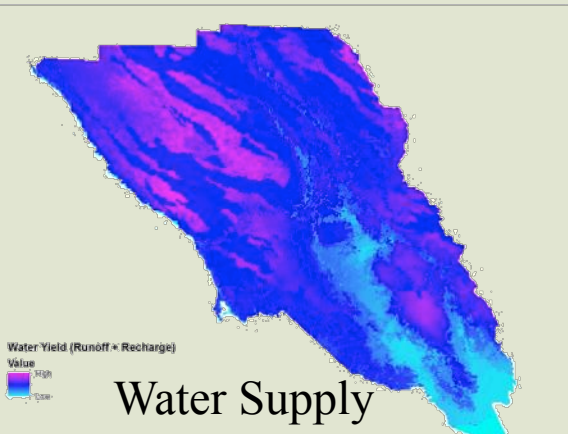 Water Yield (Runoff + Recharge)
Value
High
Low
Water Supply